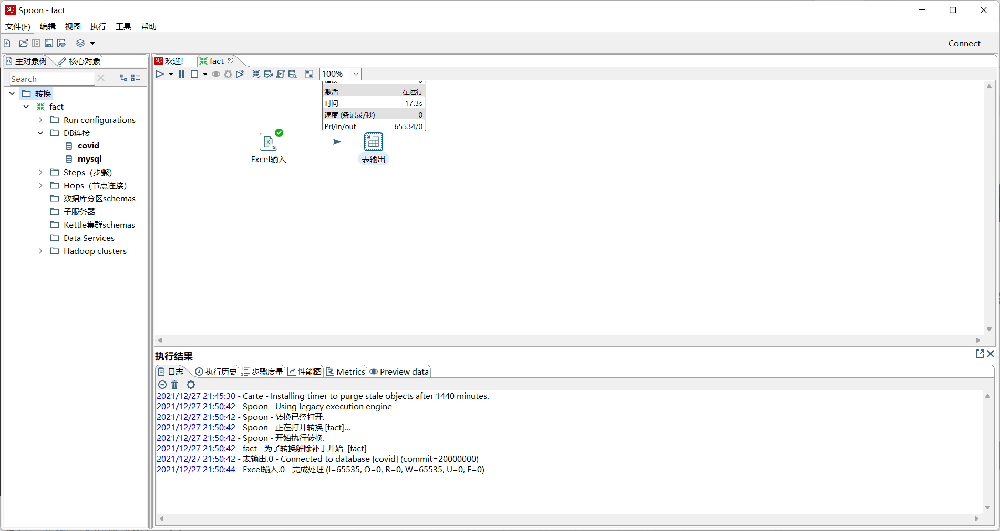 Spoon - fact
文件(F) 编辑 视图 执行 工具 帮助
Connect
主对象树 核心对象
欢迎! fact
Search
100%
转换
fact
Run configurations
DB连接
covid
mysql
Steps（步骤）
Hops（节点连接）
数据库分区schemas
子服务器
Kettle集群schemas
Data Services
Hadoop clusters
错误 0
激活 在运行
时间 17.3s
速度 (条记录/秒) 0
Pri/in/out 65534/0
Excel输入 表输出
执行结果
日志 执行历史 步骤度量 性能图 Metrics Preview data
2021/12/27 21:45:30 - Carte - Installing timer to purge stale objects after 1440 minutes.
2021/12/27 21:50:42 - Spoon - Using legacy execution engine
2021/12/27 21:50:42 - Spoon - 转换已经打开.
2021/12/27 21:50:42 - Spoon - 正在打开转换 [fact]...
2021/12/27 21:50:42 - Spoon - 开始执行转换.
2021/12/27 21:50:42 - fact - 为了转换解除补丁开始  [fact]
2021/12/27 21:50:42 - 表输出.0 - Connected to database [covid] (commit=20000000)
2021/12/27 21:50:44 - Excel输入.0 - 完成处理 (I=65535, O=0, R=0, W=65535, U=0, E=0)